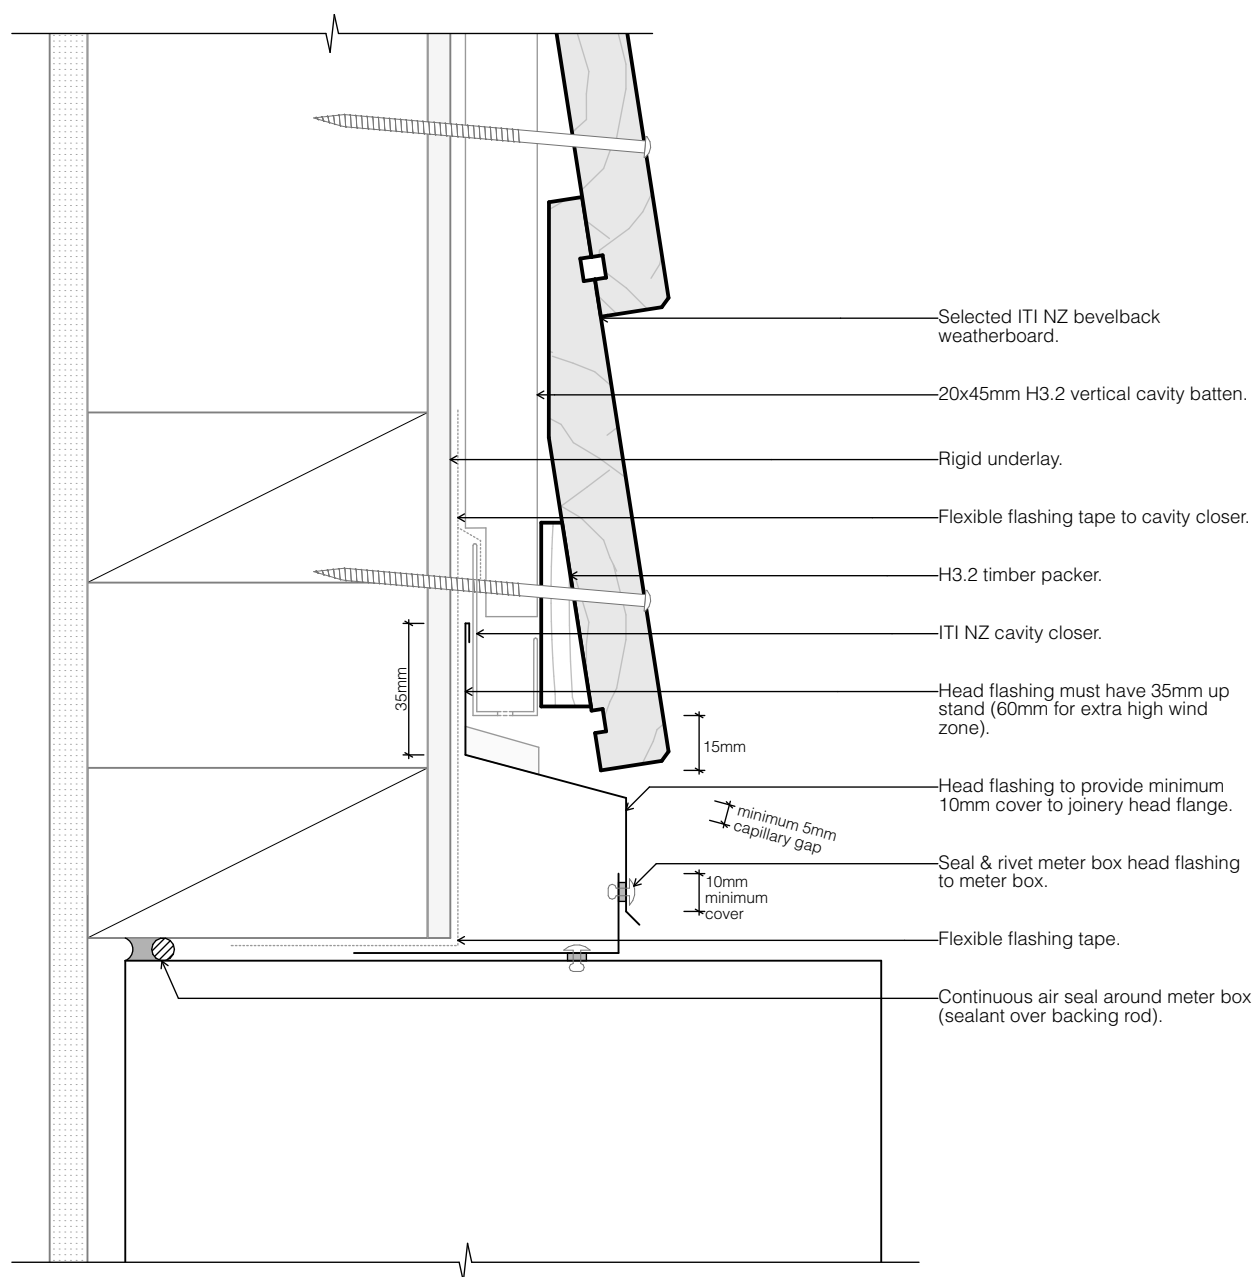 Selected ITI NZ bevelback
weatherboard.
20x45mm H3.2 vertical cavity batten.
Rigid underlay.
Flexible flashing tape to cavity closer.
H3.2 timber packer.
ITI NZ cavity closer.
35mm
Head flashing must have 35mm up
stand (60mm for extra high wind
zone).
15mm
Head flashing to provide minimum
10mm cover to joinery head flange.
minimum 5mm
capillary gap
Seal & rivet meter box head flashing
to meter box.
10mm
minimum
cover
Flexible flashing tape.
Continuous air seal around meter box
(sealant over backing rod).